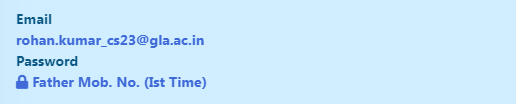 Email
rohan.kumar_cs23@gla.ac.in
Password
Father Mob. No. (Ist Time)